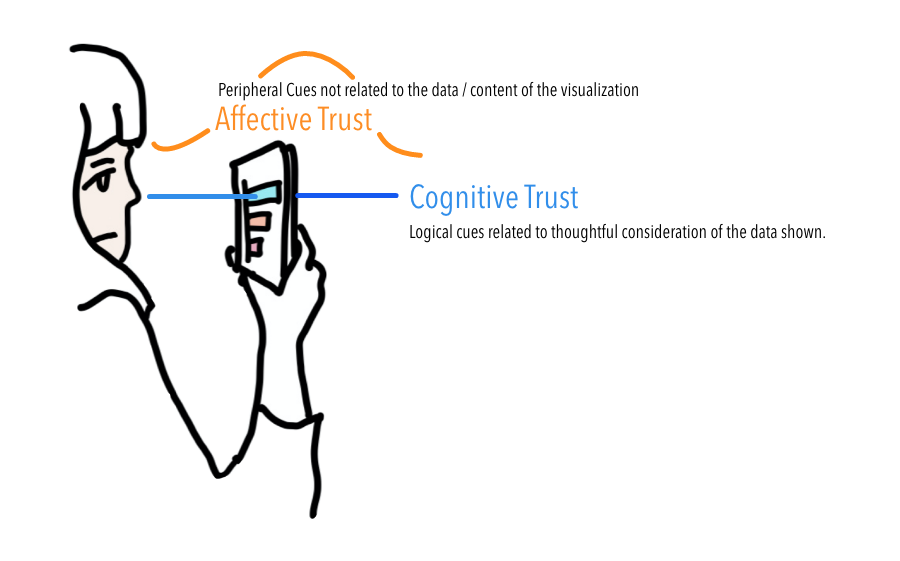 Peripheral Cues not related to the data / content of the visualization
Affective Trust
Cognitive Trust
Logical cues related to thoughtful consideration of the data shown.